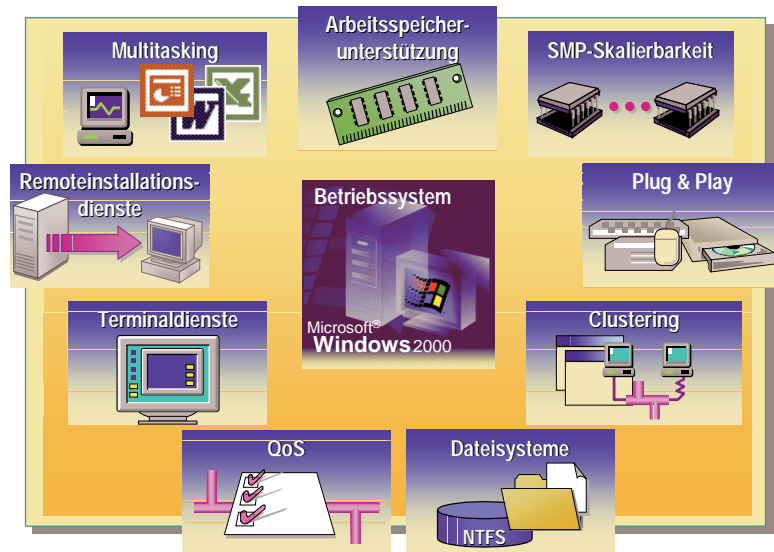 Multitasking
Arbeitsspeicher-
unterstützung
SMP-Skalierbarkeit
Remoteinstallations-
dienste
Betriebssystem
Microsoft®
Windows 2000
Plug & Play
Terminaldienste
Clustering
QoS
Dateisysteme
NTFS